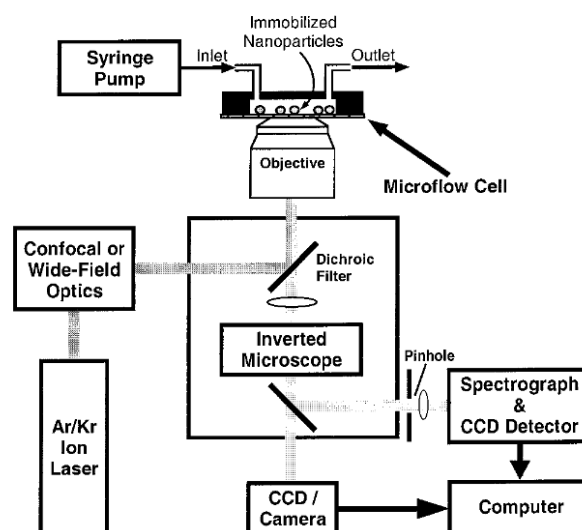 Immobilized
Nanoparticles
Syringe
Pump
Inlet
Outlet
Objective
Microflow Cell
Confocal or
Wide-Field
Optics
Dichroic
Filter
Inverted
Microscope
Pinhole
Ar/Kr
Ion
Laser
Spectrograph
&
CCD Detector
CCD /
Camera
Computer